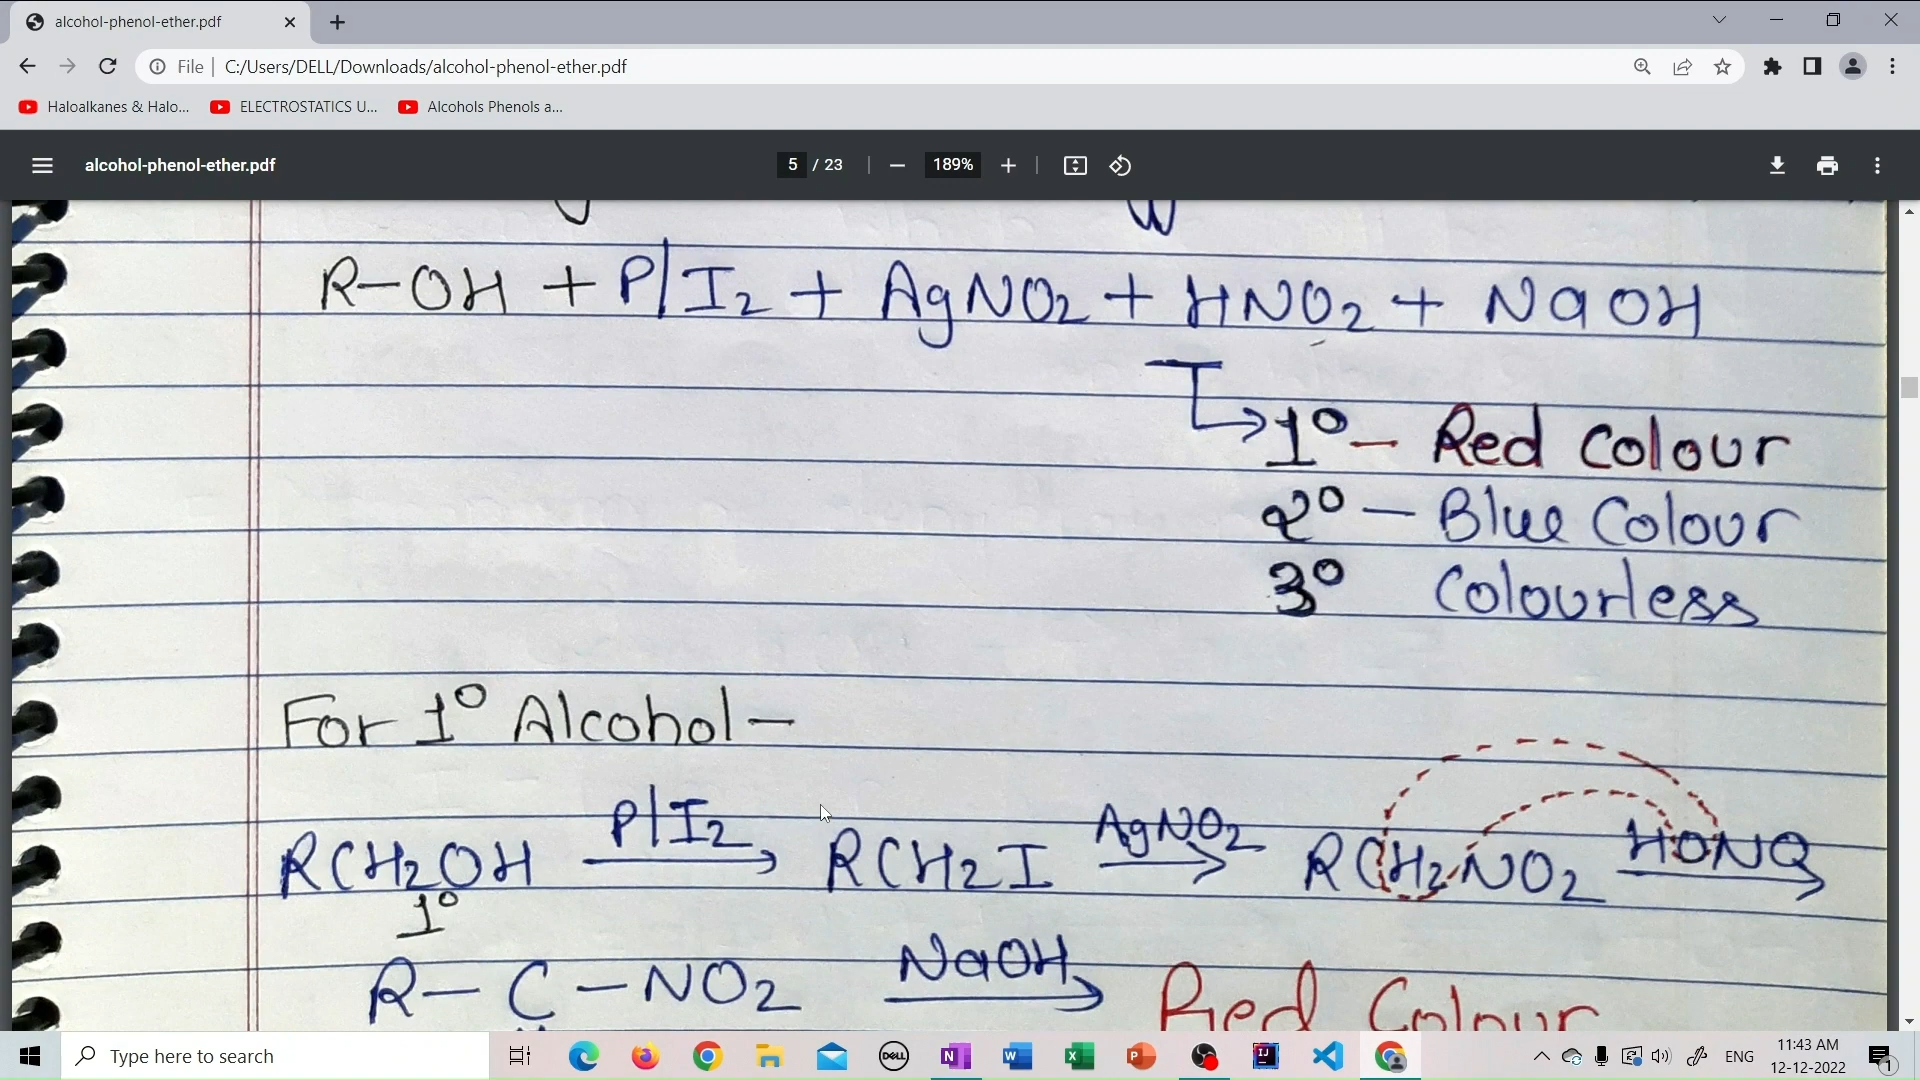 alcohol-phenol-ether.pdf
File | C:/Users/DELL/Downloads/alcohol-phenol-ether.pdf
Haloalkanes & Halo... ELECTROSTATICS U... Alcohols Phenols a...
alcohol-phenol-ether.pdf 5 / 23 189%
R-OH + P/I₂ + AgNO₂ + HNO₂ + NaOH
→ 1° - Red Colour
2° - Blue Colour
3° Colourless
For 1° Alcohol -
RCH₂OH P/I₂ → RCH₂I AgNO₂ → RCH₂NO₂ HONO →
1°
R - C - NO₂ NaOH → Red Colour
Type here to search DELL ENG 11:43 AM
12-12-2022 1